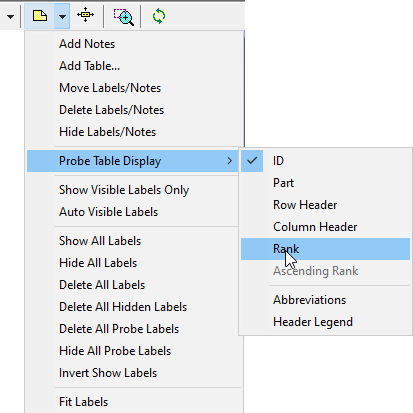 Add Notes
Add Table...
Move Labels/Notes
Delete Labels/Notes
Hide Labels/Notes
Probe Table Display
Show Visible Labels Only
Auto Visible Labels
Show All Labels
Hide All Labels
Delete All Labels
Delete All Hidden Labels
Delete All Probe Labels
Hide All Probe Labels
Invert Show Labels
Fit Labels
ID
Part
Row Header
Column Header
Rank
Ascending Rank
Abbreviations
Header Legend